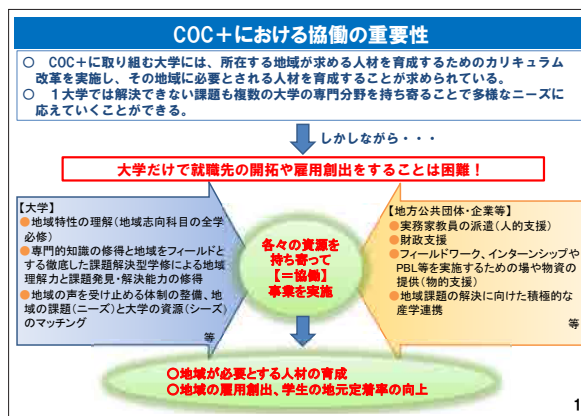 COC+における協働の重要性
○ COC+に取り組む大学には、所在する地域が求める人材を育成するためのカリキュラム
改革を実施し、その地域に必要とされる人材を育成することが求められている。
○ 1大学では解決できない課題も複数の大学の専門分野を持ち寄ることで多様なニーズに
応えていくことができる。
しかしながら・・・
大学だけで就職先の開拓や雇用創出をすることは困難！
【大学】
●地域特性の理解(地域志向科目の全学
必修)
●専門的知識の修得と地域をフィールドと
する徹底した課題解決型学修による地域
理解力と課題発見・解決能力の修得
●地域の声を受け止める体制の整備、地
域の課題(ニーズ)と大学の資源(シーズ)
のマッチング
等
各々の資源を
持ち寄って
【=協働】
事業を実施
【地方公共団体・企業等】
●実務家教員の派遣(人的支援)
●財政支援
●フィールドワーク、インターンシップや
PBL等を実施するための場や物資の
提供(物的支援)
●地域課題の解決に向けた積極的な
産学連携
等
○地域が必要とする人材の育成
○地域の雇用創出、学生の地元定着率の向上
1